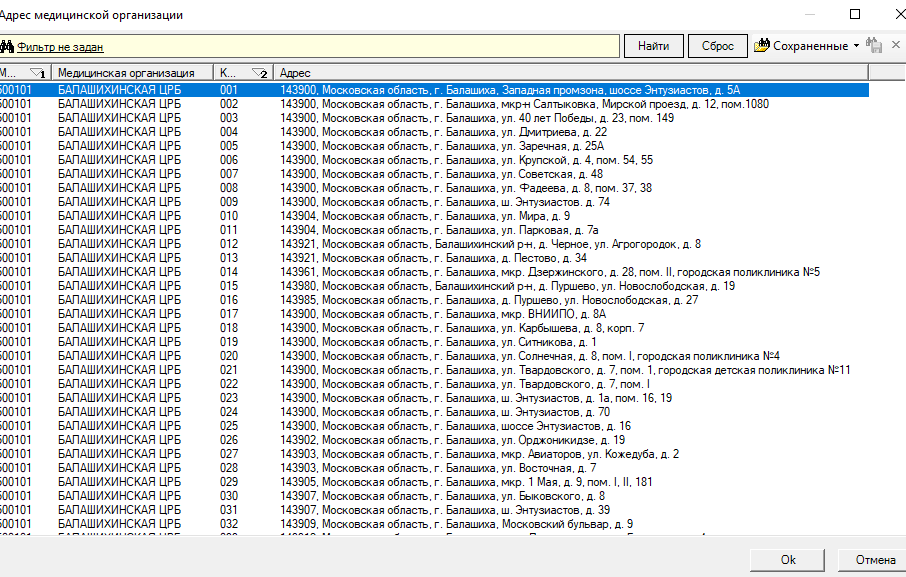 Адрес медицинской организации
Фильтр не задан Найти Сброс Сохраненные
М... 1 Медицинская организация К... 2 Адрес
500101 БАЛАШИХИНСКАЯ ЦРБ 001 143900, Московская область, г. Балашиха, Западная промзона, шоссе Энтузиастов, д. 5А
500101 БАЛАШИХИНСКАЯ ЦРБ 002 143900, Московская область, г. Балашиха, мкр-н Салтыковка, Мирской проезд, д. 12, пом.1080
500101 БАЛАШИХИНСКАЯ ЦРБ 003 143900, Московская область, г. Балашиха, ул. 40 лет Победы, д. 23, пом. 149
500101 БАЛАШИХИНСКАЯ ЦРБ 004 143900, Московская область, г. Балашиха, ул. Дмитриева, д. 22
500101 БАЛАШИХИНСКАЯ ЦРБ 005 143900, Московская область, г. Балашиха, ул. Заречная, д. 25А
500101 БАЛАШИХИНСКАЯ ЦРБ 006 143900, Московская область, г. Балашиха, ул. Крупской, д. 4, пом. 54, 55
500101 БАЛАШИХИНСКАЯ ЦРБ 007 143900, Московская область, г. Балашиха, ул. Советская, д. 48
500101 БАЛАШИХИНСКАЯ ЦРБ 008 143900, Московская область, г. Балашиха, ул. Фадеева, д. 8, пом. 37, 38
500101 БАЛАШИХИНСКАЯ ЦРБ 009 143900, Московская область, г. Балашиха, ш. Энтузиастов. д. 74
500101 БАЛАШИХИНСКАЯ ЦРБ 010 143904, Московская область, г. Балашиха, ул. Мира, д. 9
500101 БАЛАШИХИНСКАЯ ЦРБ 011 143904, Московская область, г. Балашиха, ул. Парковая, д. 7а
500101 БАЛАШИХИНСКАЯ ЦРБ 012 143921, Московская область, Балашихинский р-н, д. Черное, ул. Агрогородок, д. 8
500101 БАЛАШИХИНСКАЯ ЦРБ 013 143921, Московская область, д. Пестово, д. 34
500101 БАЛАШИХИНСКАЯ ЦРБ 014 143961, Московская область, мкр. Дзержинского, д. 28, пом. II, городская поликлиника №5
500101 БАЛАШИХИНСКАЯ ЦРБ 015 143980, Московская область, Балашихинский р-н, д. Пуршево, ул. Новослободская, д. 19
500101 БАЛАШИХИНСКАЯ ЦРБ 016 143985, Московская область, г. Балашиха, д. Пуршево, ул. Новослободская, д. 27
500101 БАЛАШИХИНСКАЯ ЦРБ 017 143900, Московская область, г. Балашиха, мкр. ВНИИПО, д. 8А
500101 БАЛАШИХИНСКАЯ ЦРБ 018 143900, Московская область, г. Балашиха, ул. Карбышева, д. 8, корп. 7
500101 БАЛАШИХИНСКАЯ ЦРБ 019 143900, Московская область, г. Балашиха, ул. Ситникова, д. 1
500101 БАЛАШИХИНСКАЯ ЦРБ 020 143900, Московская область, г. Балашиха, ул. Солнечная, д. 8, пом. I, городская поликлиника №4
500101 БАЛАШИХИНСКАЯ ЦРБ 021 143900, Московская область, г. Балашиха, ул. Твардовского, д. 7, пом. 1, городская детская поликлиника №11
500101 БАЛАШИХИНСКАЯ ЦРБ 022 143900, Московская область, г. Балашиха, ул. Твардовского, д. 7, пом. I
500101 БАЛАШИХИНСКАЯ ЦРБ 023 143900, Московская область, г. Балашиха, ш. Энтузиастов, д. 1а, пом. 16, 19
500101 БАЛАШИХИНСКАЯ ЦРБ 024 143900, Московская область, г. Балашиха, ш. Энтузиастов, д. 70
500101 БАЛАШИХИНСКАЯ ЦРБ 025 143900, Московская область, г. Балашиха, шоссе Энтузиастов, д. 16
500101 БАЛАШИХИНСКАЯ ЦРБ 026 143902, Московская область, г. Балашиха, ул. Орджоникидзе, д. 19
500101 БАЛАШИХИНСКАЯ ЦРБ 027 143903, Московская область, г. Балашиха, мкр. Авиаторов, ул. Кожедуба, д. 2
500101 БАЛАШИХИНСКАЯ ЦРБ 028 143903, Московская область, г. Балашиха, ул. Восточная, д. 7
500101 БАЛАШИХИНСКАЯ ЦРБ 029 143905, Московская область, г. Балашиха, мкр. 1 Мая, д. 9, пом. I, II, 181
500101 БАЛАШИХИНСКАЯ ЦРБ 030 143907, Московская область, г. Балашиха, ул. Быковского, д. 8
500101 БАЛАШИХИНСКАЯ ЦРБ 031 143907, Московская область, г. Балашиха, ш. Энтузиастов, д. 39
500101 БАЛАШИХИНСКАЯ ЦРБ 032 143909, Московская область, г. Балашиха, Московский бульвар, д. 9
Ok Отмена